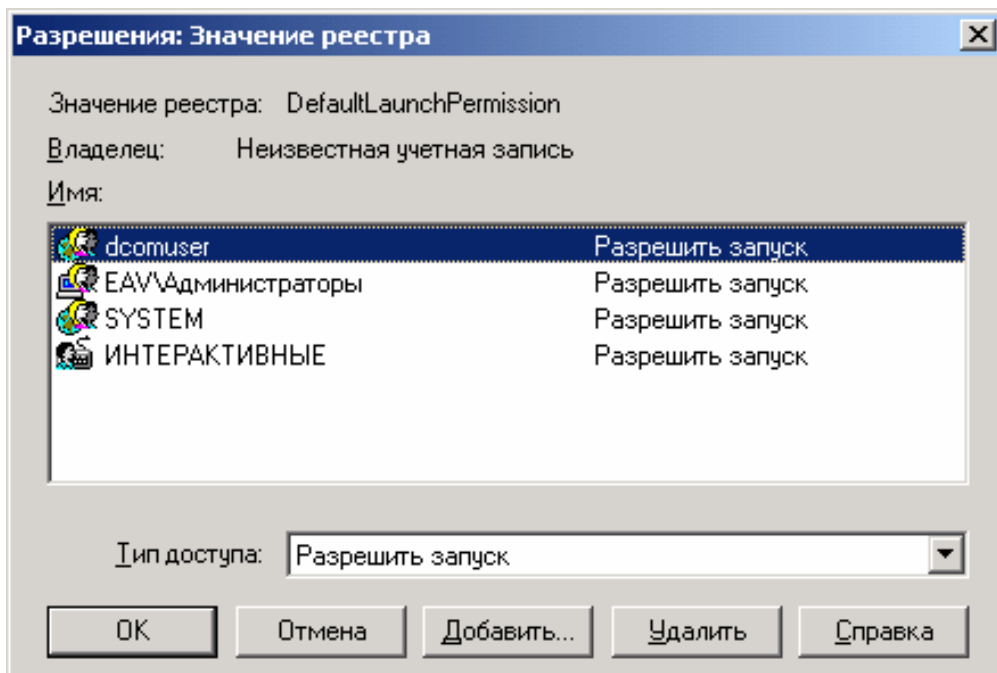 Разрешения: Значение реестра
Значение реестра: DefaultLaunchPermission
Владелец: Неизвестная учетная запись
Имя:
dcomuser Разрешить запуск
EAV\Администраторы Разрешить запуск
SYSTEM Разрешить запуск
ИНТЕРАКТИВНЫЕ Разрешить запуск
Тип доступа: Разрешить запуск
OK Отмена Добавить... Удалить Справка